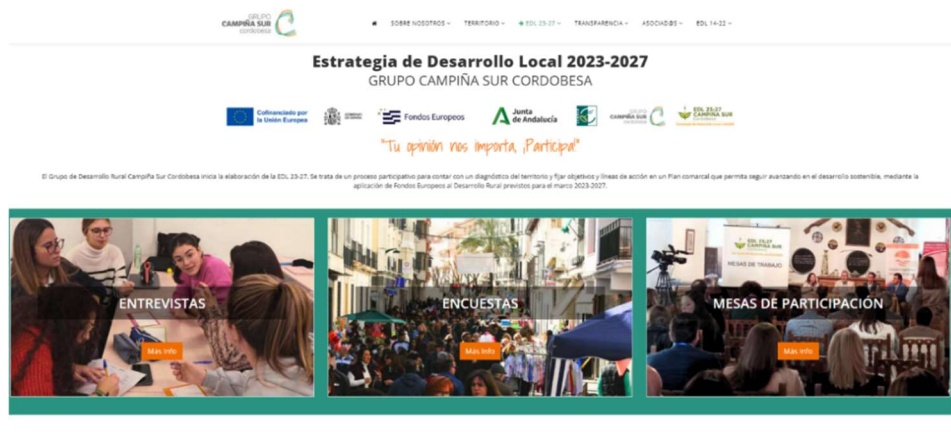 GRUPO
CAMPIÑA SUR
cordobesa
SOBRE NOSOTROS
TERRITORIO
EDL 23-27
TRANSPARENCIA
ASOCIAD@S
EDL 14-22
Estrategia de Desarrollo Local 2023-2027
GRUPO CAMPIÑA SUR CORDOBESA
Cofinanciado por
la Unión Europea
Fondos Europeos
Junta
de Andalucía
GRUPO
CAMPIÑA SUR
cordobesa
EDL 23.27
CAMPIÑA SUR
"Tu opinión nos importa, ¡Participa!"
El Grupo de Desarrollo Rural Campiña Sur Cordobesa inicia la elaboración de la EDL 23-27. Se trata de un proceso participativo para contar con un diagnóstico del territorio y fijar objetivos y líneas de acción en un Plan comarcal que permita seguir avanzando en el desarrollo sostenible, mediante la
aplicación de Fondos Europeos al Desarrollo Rural previstos para el marco 2023-2027.
ENTREVISTAS
Más Info
ENCUESTAS
Más Info
EDL 23.27
CAMPIÑA SUR
MESAS DE TRABAJO
MESAS DE PARTICIPACIÓN
Más Info